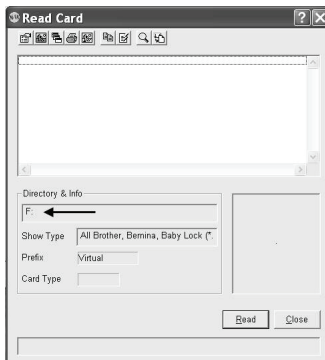 Read Card
Directory & Info
F:
Show Type All Brother, Bernina, Baby Lock (*.
Prefix Virtual
Card Type
Read Close